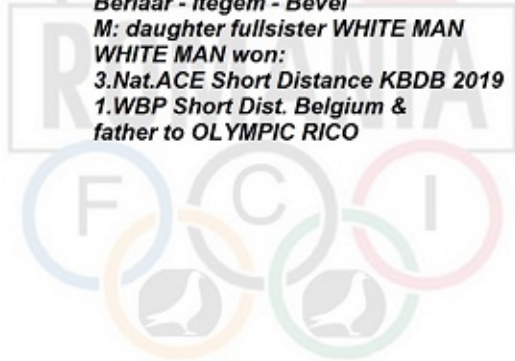 Berlaar - Itegem - Bevel
M: daughter fullsister WHITE MAN
WHITE MAN won:
3.Nat.ACE Short Distance KBDB 2019
1.WBP Short Dist. Belgium &
father to OLYMPIC RICO
ROMANIA
F C I